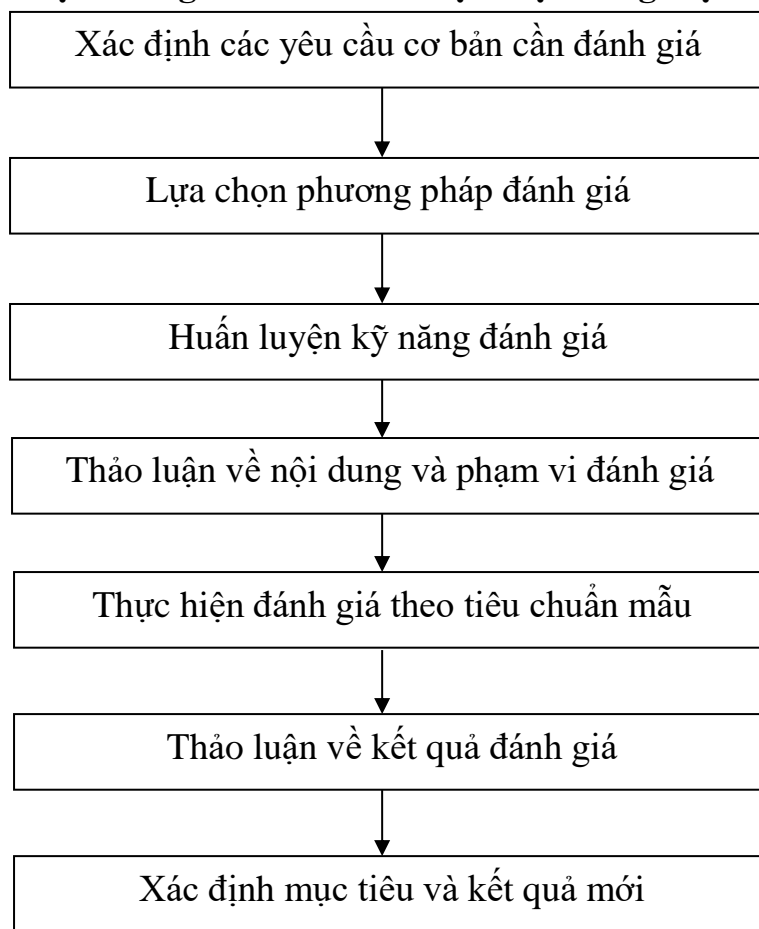 Xác định các yêu cầu cơ bản cần đánh giá
Lựa chọn phương pháp đánh giá
Huấn luyện kỹ năng đánh giá
Thảo luận về nội dung và phạm vi đánh giá
Thực hiện đánh giá theo tiêu chuẩn mẫu
Thảo luận về kết quả đánh giá
Xác định mục tiêu và kết quả mới